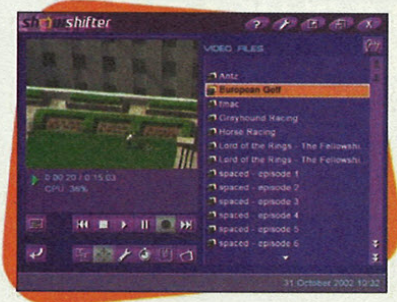 showshifter
VIDEO FILES
Antz
European Golf
fmac
Greyhound Racing
Horse Racing
Lord of the Rings - The Fellowshi...
Lord of the Rings - The Fellowshi...
spaced - episode 1
spaced - episode 2
spaced - episode 3
spaced - episode 4
spaced - episode 5
spaced - episode 6
0:00:20 / 0:15:03
CPU: 36%
31 October 2002 10:32